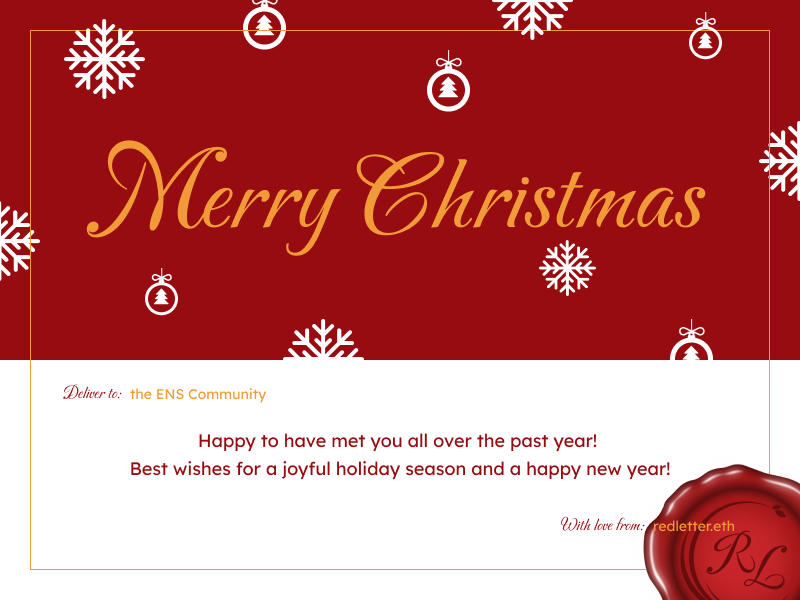 Merry Christmas
Deliver to: the ENS Community
Happy to have met you all over the past year!
Best wishes for a joyful holiday season and a happy new year!
With love from: redletter.eth
RL